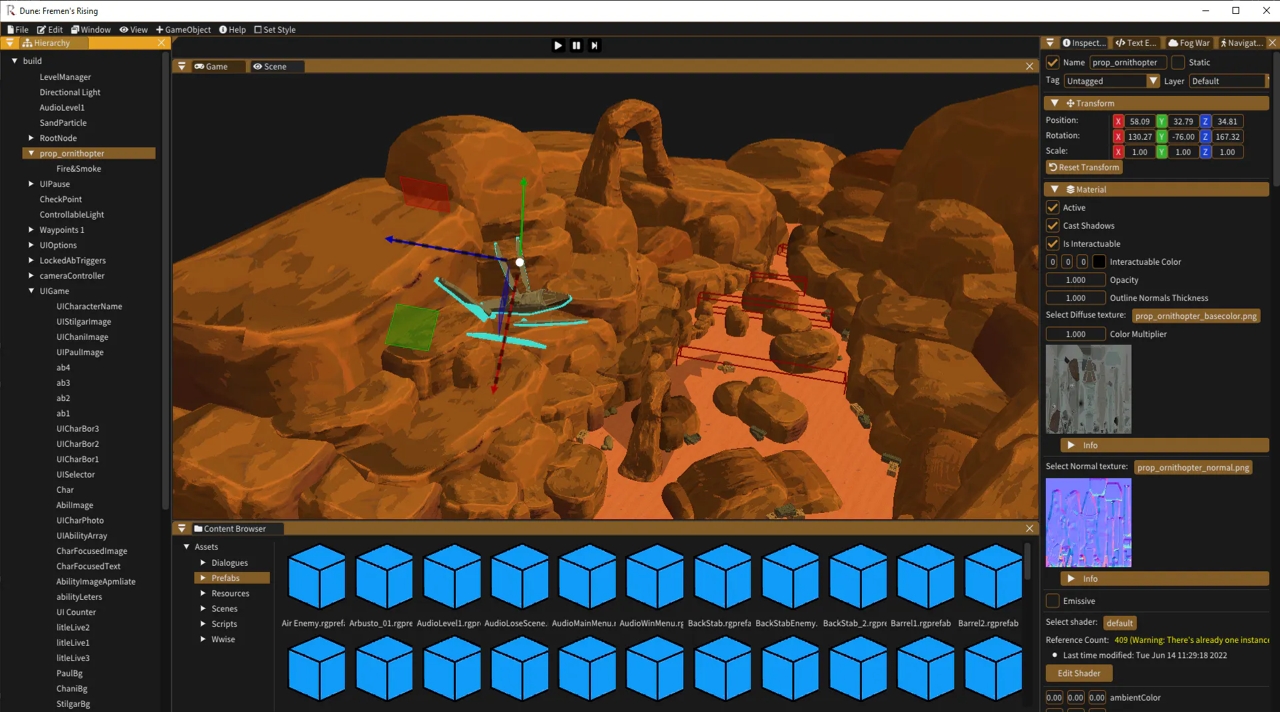 Dune: Fremen's Rising
File Edit Window View GameObject Help Set Style
Hierarchy
build
LevelManager
Directional Light
AudioLevel1
SandParticle
RootNode
prop_ornithopter
Fire&Smoke
UIPause
CheckPoint
ControllableLight
Waypoints 1
UIOptions
LockedAbTriggers
cameraController
UIGame
UICharacterName
UIStilgarImage
UIChaniImage
UIPaulImage
ab4
ab3
ab2
ab1
UICharBor3
UICharBor2
UICharBor1
UISelector
Char
AbilImage
UICharPhoto
UIAbilityArray
CharFocusedImage
CharFocusedText
AbilityImageApmliate
abilityLeters
UI Counter
litleLive2
litleLive1
litleLive3
PaulBg
ChaniBg
StilgarBg
Game Scene
Content Browser
Assets
Dialogues
Prefabs
Resources
Scenes
Scripts
Wwise
Air Enemy.rgprefa Arbusto_01.rgpre AudioLevel1.rgpr AudioLoseScene. AudioMainMenu.r AudioWinMenu.rg BackStab.rgprefa BackStabEnemy. BackStab_2.rgpre Barrel1.rgprefab Barrel2.rgprefab
Inspect... Text E... Fog War Navigat...
Name prop_ornithopter Static
Tag Untagged Layer Default
Transform
Position: X 58.09 Y 32.79 Z 34.81
Rotation: X 130.27 Y -76.00 Z 167.32
Scale: X 1.00 Y 1.00 Z 1.00
Reset Transform
Material
Active
Cast Shadows
Is Interactuable
0 0 0 Interactuable Color
1.000 Opacity
1.000 Outline Normals Thickness
Select Diffuse texture: prop_ornithopter_basecolor.png
1.000 Color Multiplier
Info
Select Normal texture: prop_ornithopter_normal.png
Info
Emissive
Select shader: default
Reference Count: 409 (Warning: There's already one instance
Last time modified: Tue Jun 14 11:29:18 2022
Edit Shader
0.00 0.00 0.00 ambientColor